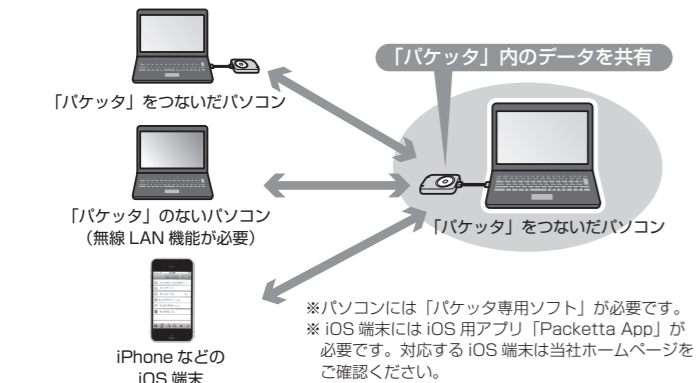 「パケッタ」内のデータを共有
「パケッタ」をつないだパソコン
「パケッタ」のないパソコン
（無線 LAN 機能が必要）
「パケッタ」をつないだパソコン
iPhone などの
iOS 端末
※パソコンには「パケッタ専用ソフト」が必要です。
※ iOS 端末には iOS 用アプリ「Packetta App」が
必要です。対応する iOS 端末は当社ホームページを
ご確認ください。